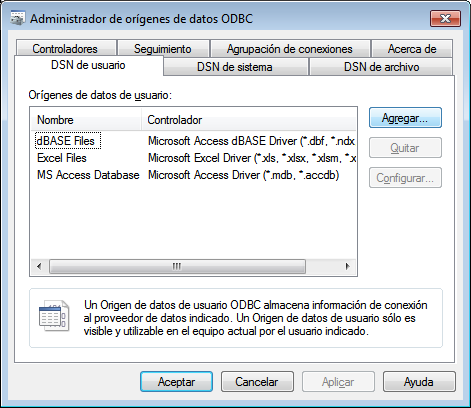 Administrador de orígenes de datos ODBC
Controladores Seguimiento Agrupación de conexiones Acerca de
DSN de usuario DSN de sistema DSN de archivo
Orígenes de datos de usuario:
Nombre Controlador
dBASE Files Microsoft Access dBASE Driver (*.dbf, *.ndx
Excel Files Microsoft Excel Driver (*.xls, *.xlsx, *.xlsm, *.x
MS Access Database Microsoft Access Driver (*.mdb, *.accdb)
Agregar...
Quitar
Configurar...
Un Origen de datos de usuario ODBC almacena información de conexión
al proveedor de datos indicado. Un Origen de datos de usuario sólo es
visible y utilizable en el equipo actual por el usuario indicado.
Aceptar Cancelar Aplicar Ayuda